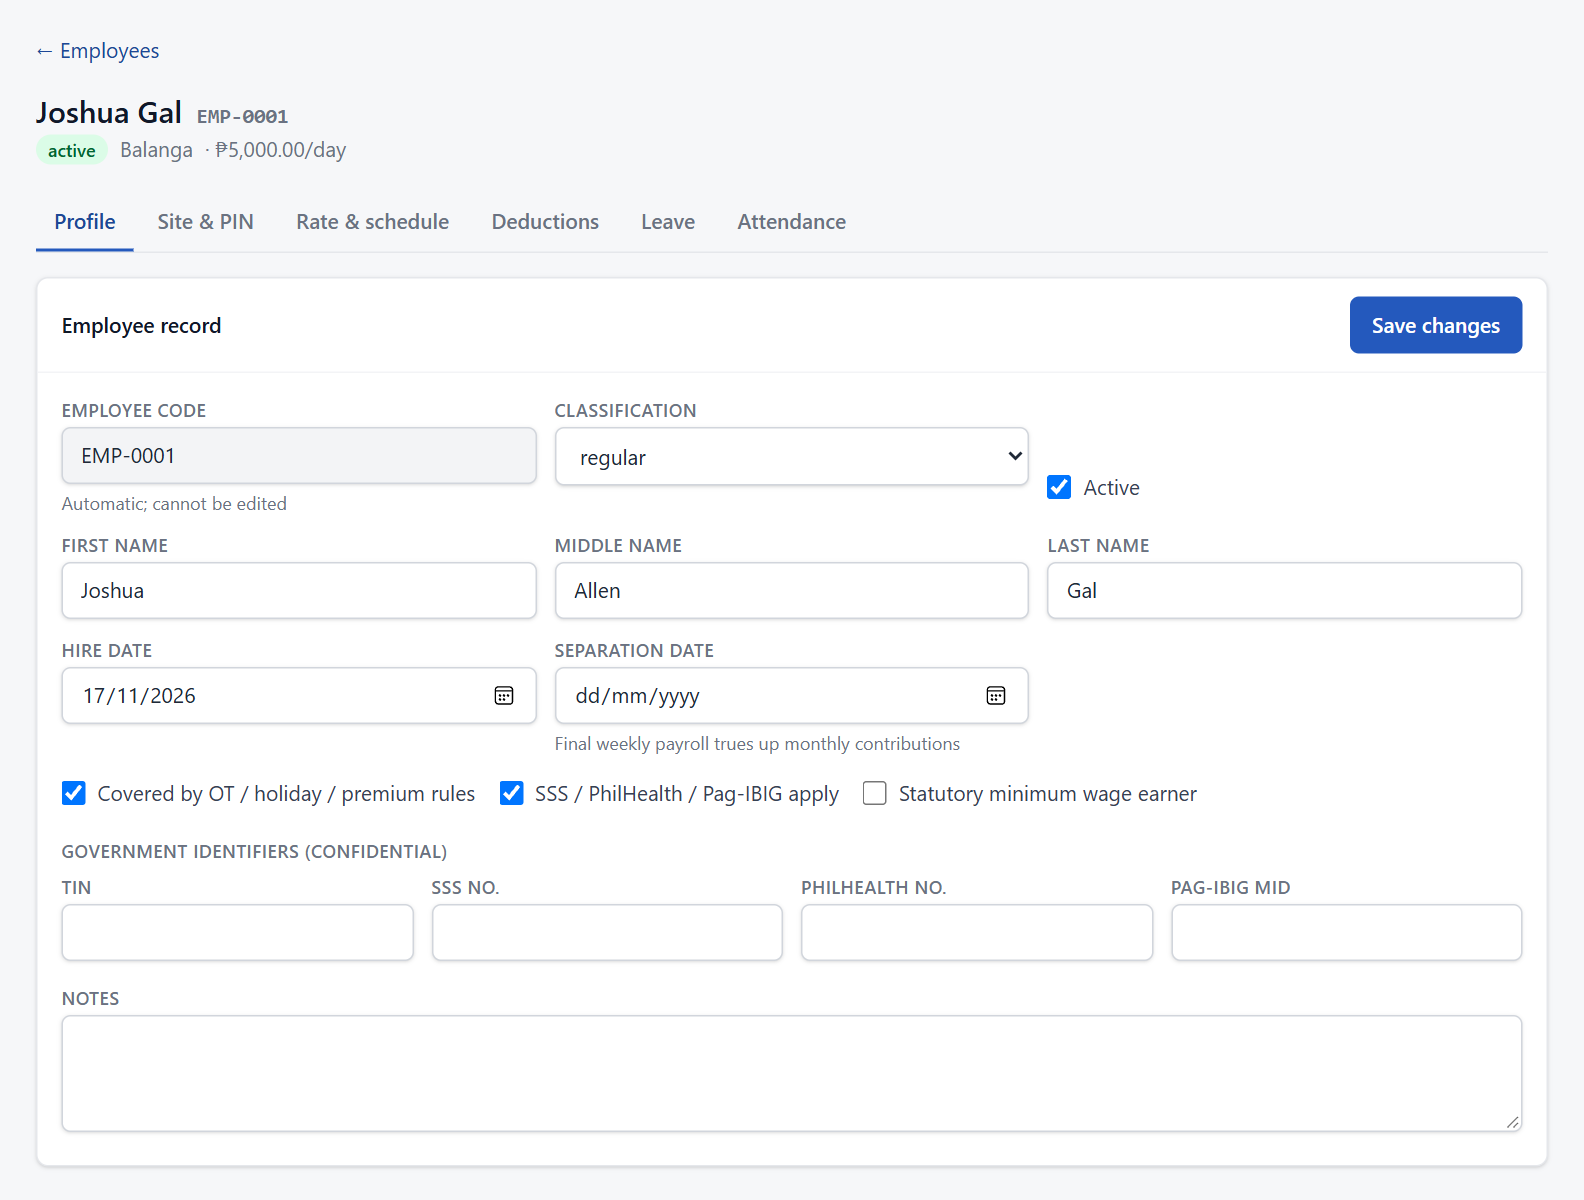 ← Employees
Joshua Gal EMP-0001
active Balanga · ₱5,000.00/day
Profile Site & PIN Rate & schedule Deductions Leave Attendance
Employee record Save changes
EMPLOYEE CODE CLASSIFICATION
EMP-0001 regular
Active
Automatic; cannot be edited
FIRST NAME MIDDLE NAME LAST NAME
Joshua Allen Gal
HIRE DATE SEPARATION DATE
17/11/2026 dd/mm/yyyy
Final weekly payroll trues up monthly contributions
Covered by OT / holiday / premium rules SSS / PhilHealth / Pag-IBIG apply Statutory minimum wage earner
GOVERNMENT IDENTIFIERS (CONFIDENTIAL)
TIN SSS NO. PHILHEALTH NO. PAG-IBIG MID
NOTES